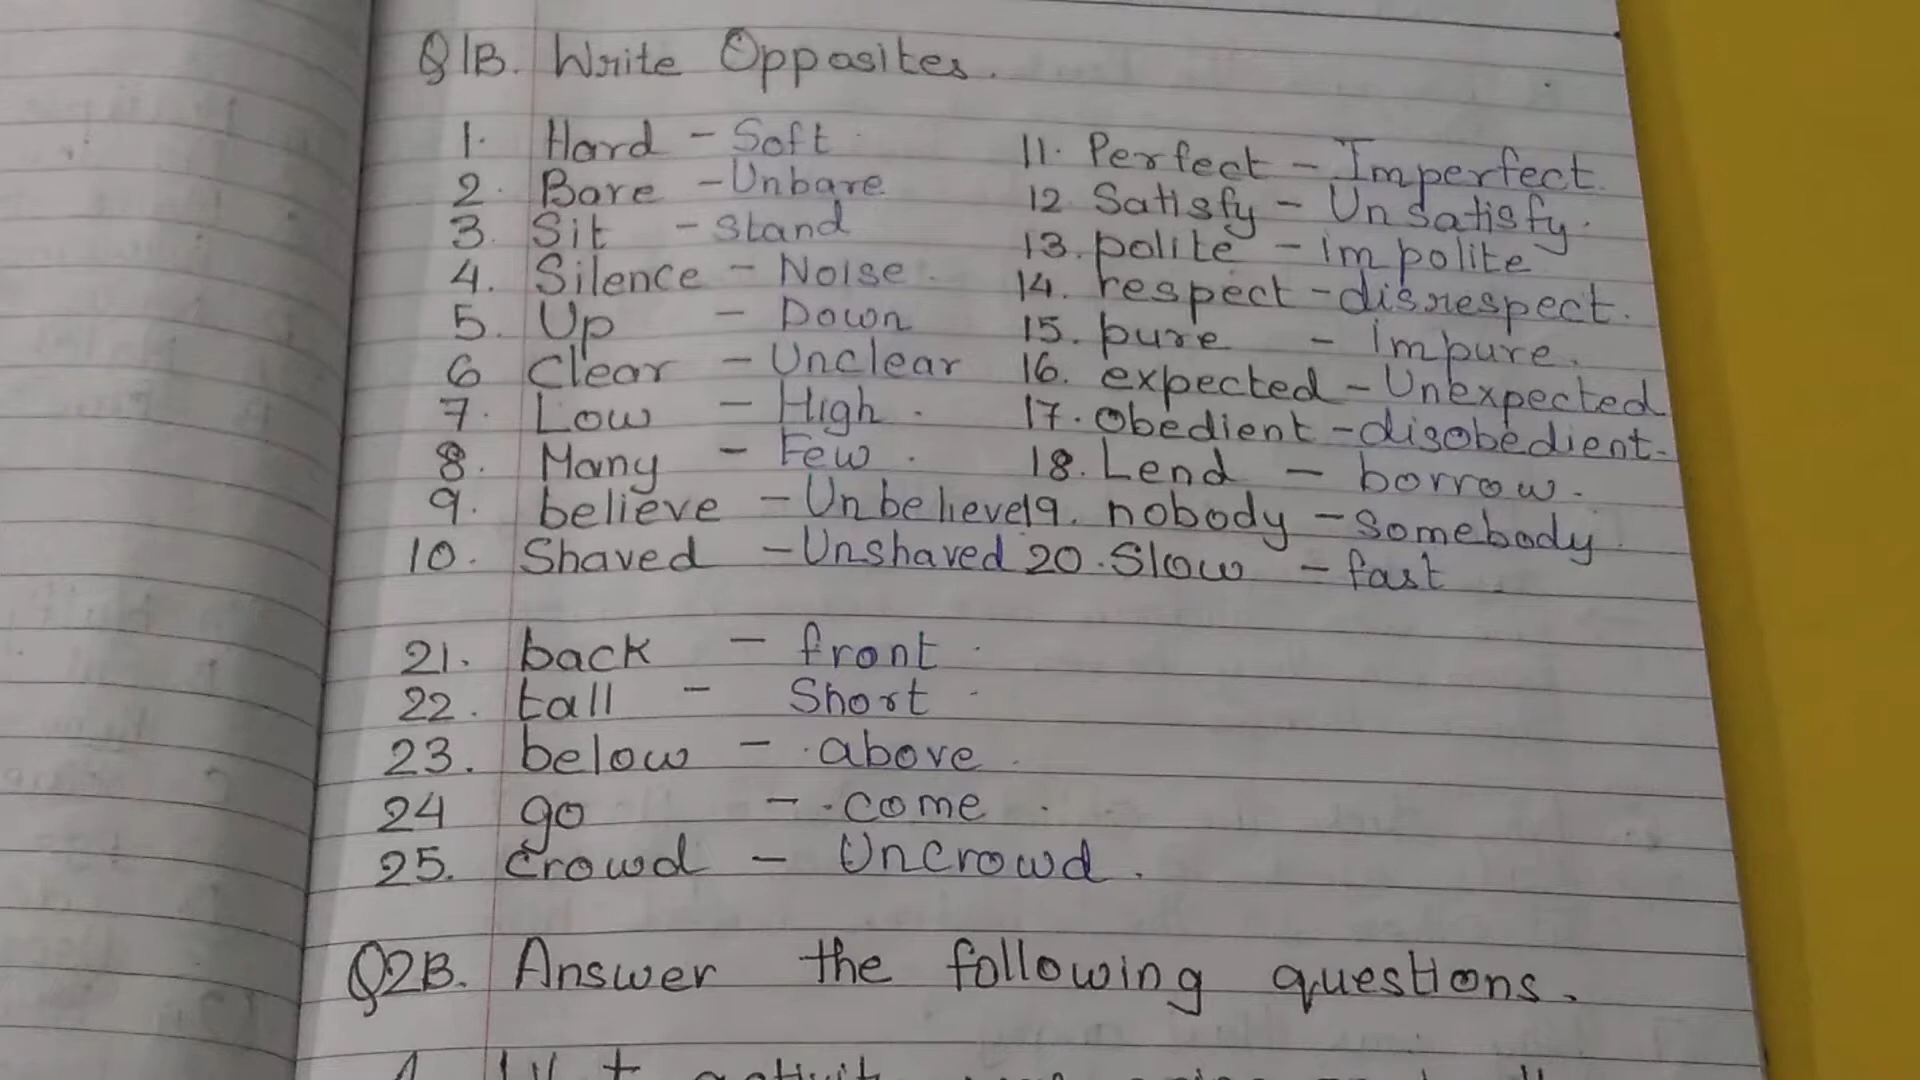 Q1B. Write Opposites.
1. Hard - Soft
2. Bare - Unbare
3. Sit - Stand
4. Silence - Noise.
5. Up - Down
6 Clear - Unclear
7. Low - High.
8. Many - Few.
9. believe - Unbelieve
10. Shaved - Unshaved
11. Perfect - Imperfect.
12 Satisfy - Unsatisfy.
13. polite - impolite
14. respect - disrespect.
15. pure - impure.
16. expected - Unexpected
17. Obedient - disobedient.
18. Lend - borrow.
19. nobody - somebody.
20. Slow - fast.
21. back - front.
22. tall - Short.
23. below - above.
24 go - come.
25. Crowd - Uncrowd.
Q2B. Answer the following questions.